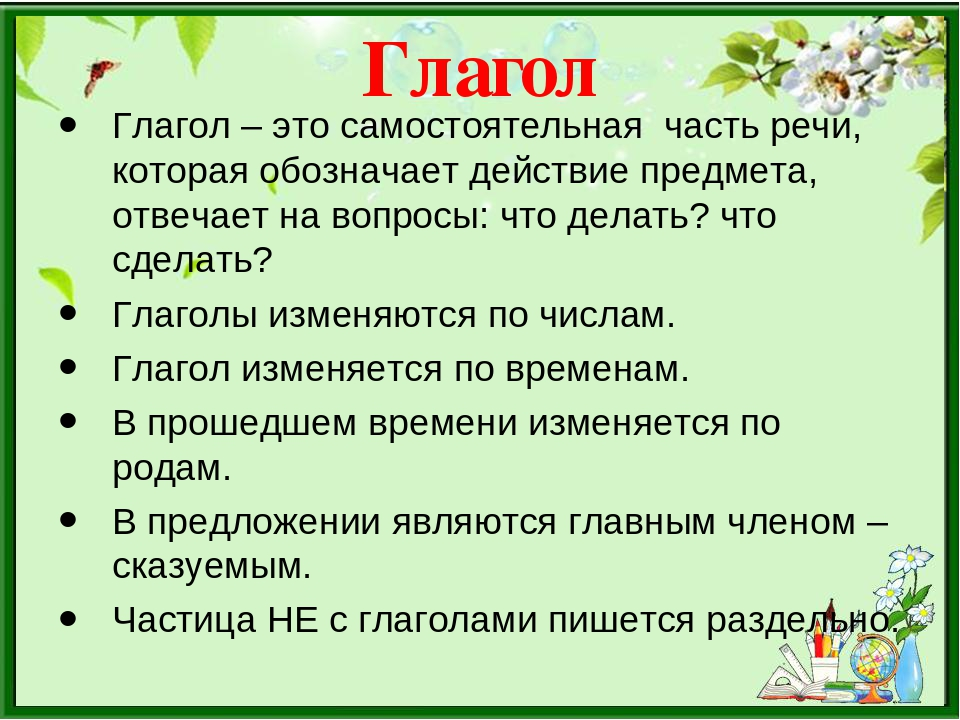 Глагол
• Глагол – это самостоятельная  часть речи,
которая обозначает действие предмета,
отвечает на вопросы: что делать? что
сделать?
• Глаголы изменяются по числам.
• Глагол изменяется по временам.
• В прошедшем времени изменяется по
родам.
• В предложении являются главным членом –
сказуемым.
• Частица НЕ с глаголами пишется раздельно.